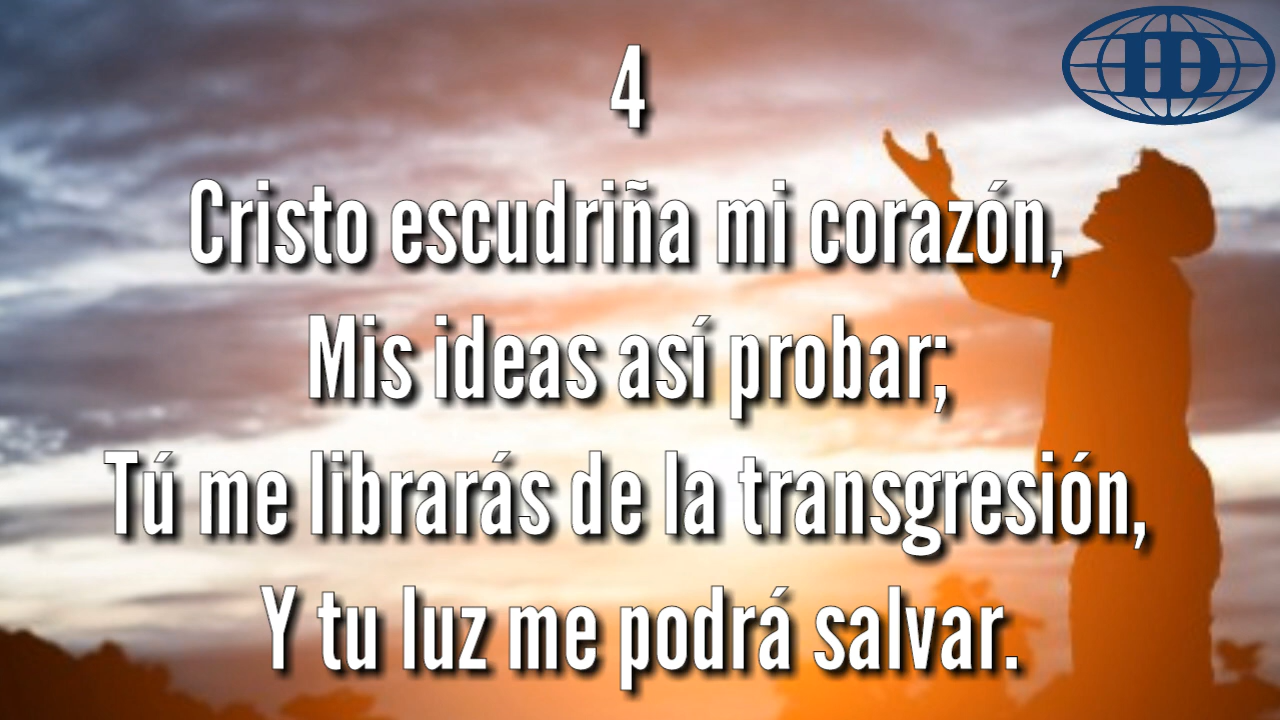 ID
4
Cristo escudriña mi corazón,
Mis ideas así probar;
Tú me librarás de la transgresión,
Y tu luz me podrá salvar.